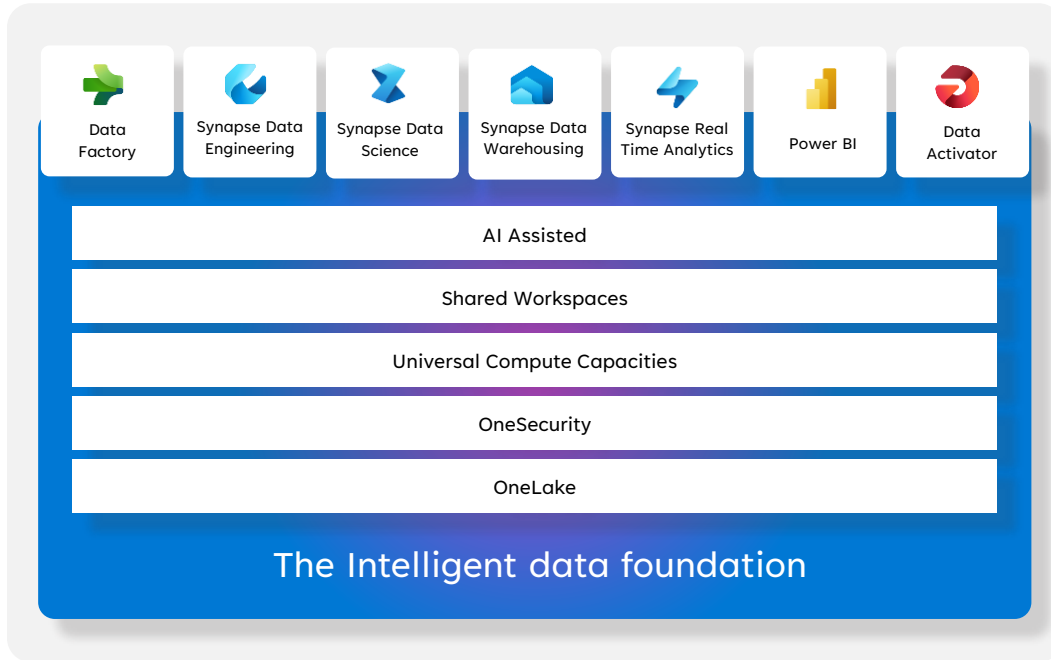 Data
Factory
Synapse Data
Engineering
Synapse Data
Science
Synapse Data
Warehousing
Synapse Real
Time Analytics
Power BI
Data
Activator
AI Assisted
Shared Workspaces
Universal Compute Capacities
OneSecurity
OneLake
The Intelligent data foundation